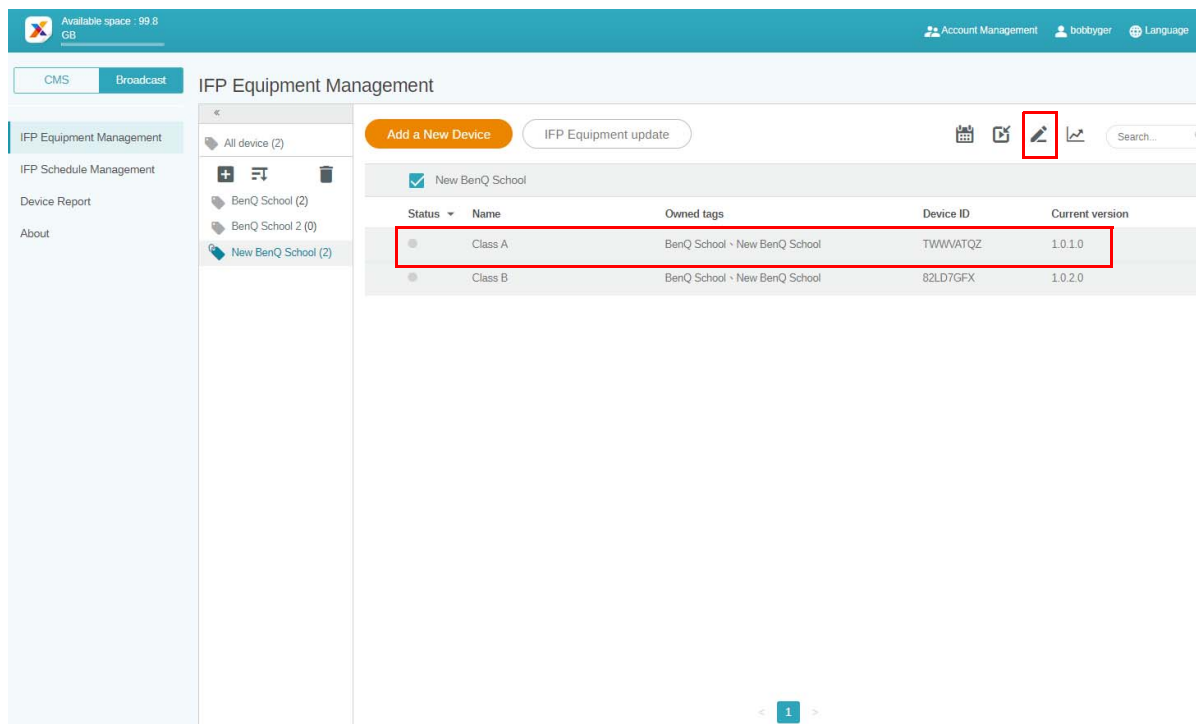 Available space : 99.8
GB
Account Management
bobbyger
Language
CMS
Broadcast
IFP Equipment Management
IFP Equipment Management
IFP Schedule Management
Device Report
About
«
All device (2)
BenQ School (2)
BenQ School 2 (0)
New BenQ School (2)
Add a New Device
IFP Equipment update
Search...
New BenQ School
Status Name Owned tags Device ID Current version
Class A BenQ School、New BenQ School TWWVATQZ 1.0.1.0
Class B BenQ School、New BenQ School 82LD7GFX 1.0.2.0
< 1 >